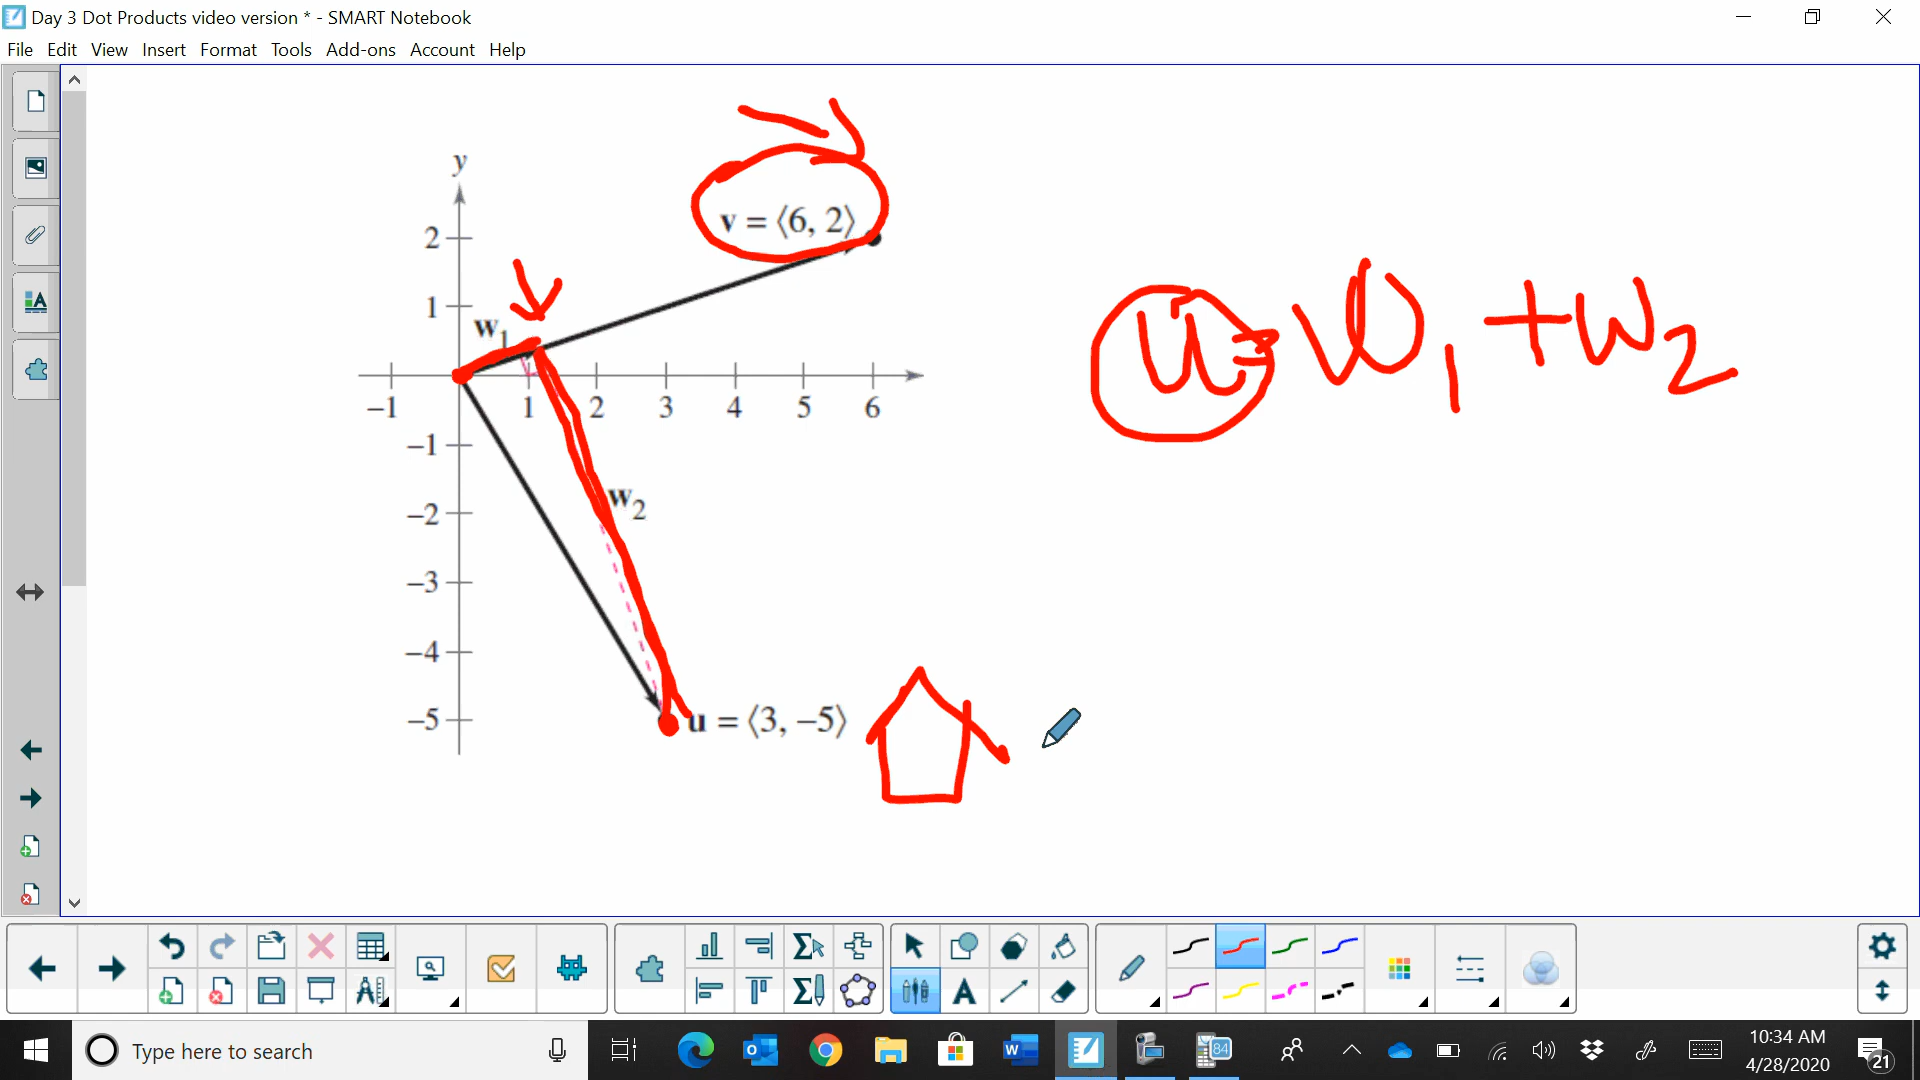 Day 3 Dot Products video version * - SMART Notebook
File Edit View Insert Format Tools Add-ons Account Help
y
v = ⟨6, 2⟩
2
1
w₁
u = w₁ + w₂
−1 1 2 3 4 5 6
−1
w₂
−2
−3
−4
−5
u = ⟨3, −5⟩
A
A
Type here to search
84
10:34 AM
4/28/2020
21